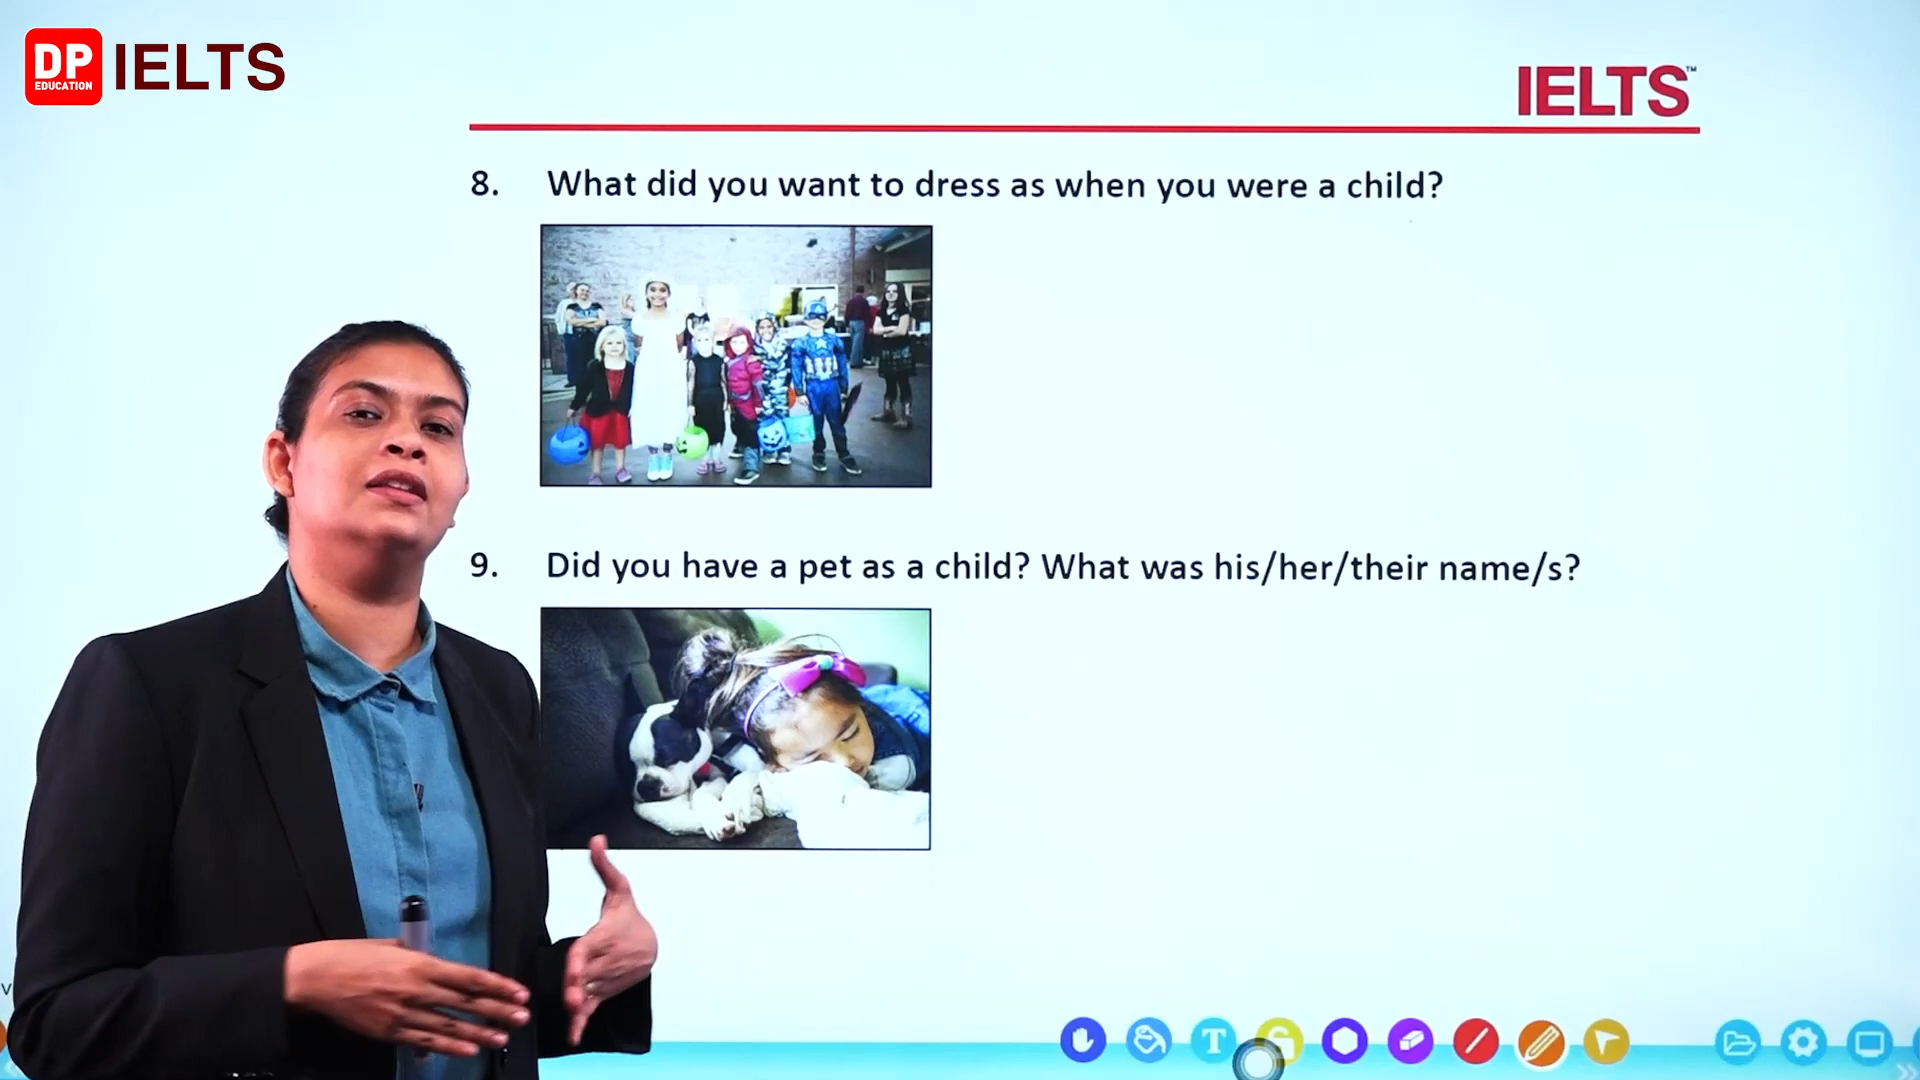 DP
EDUCATION
IELTS
IELTS™
8. What did you want to dress as when you were a child?
9. Did you have a pet as a child? What was his/her/their name/s?
T